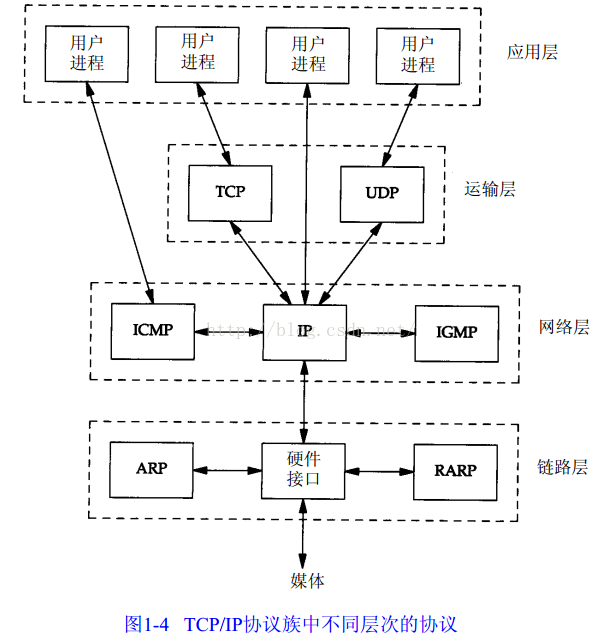 用户
进程
用户
进程
用户
进程
用户
进程
应用层
TCP
UDP
运输层
ICMP
IP
IGMP
网络层
http://blog.csdn.net/
ARP
硬件
接口
RARP
链路层
媒体
图1-4 TCP/IP协议族中不同层次的协议